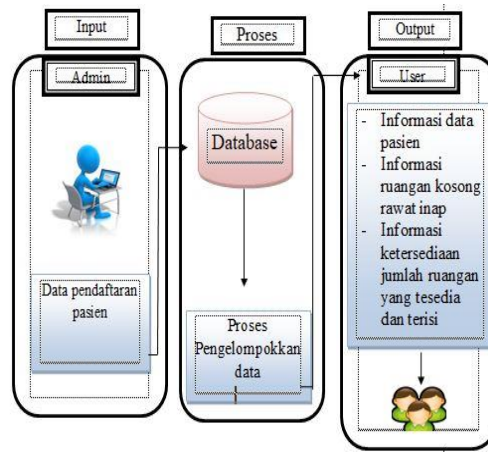 Input
Proses
Output
Admin
User
Database
Data pendaftaran
pasien
Proses
Pengelompokkan
data
- Informasi data
pasien
- Informasi
ruangan kosong
rawat inap
- Informasi
ketersediaan
jumlah ruangan
yang tesedia
dan terisi